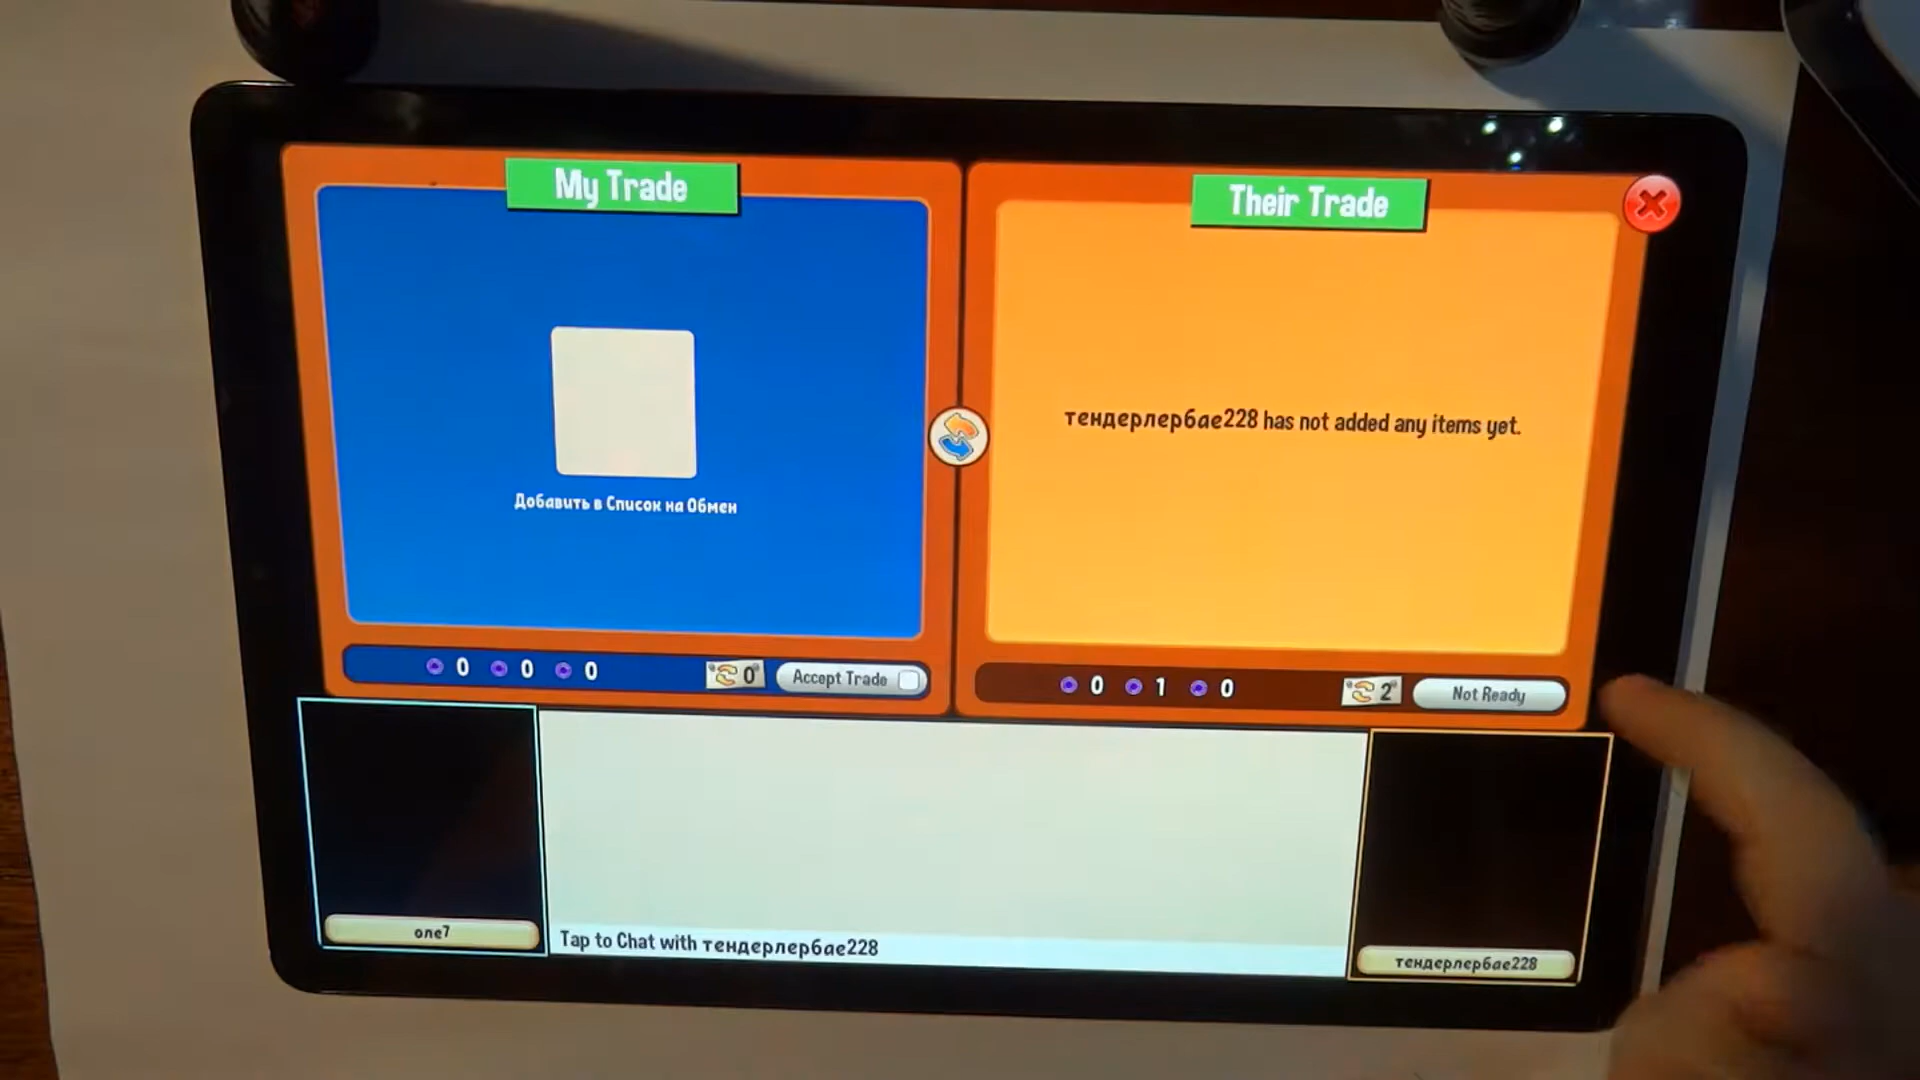 My Trade
Their Trade
тендерлербае228 has not added any items yet.
Добавить в Список на Обмен
0 0 0
0
Accept Trade
0 1 0
2
Not Ready
one7
Tap to Chat with тендерлербае228
тендерлербае228